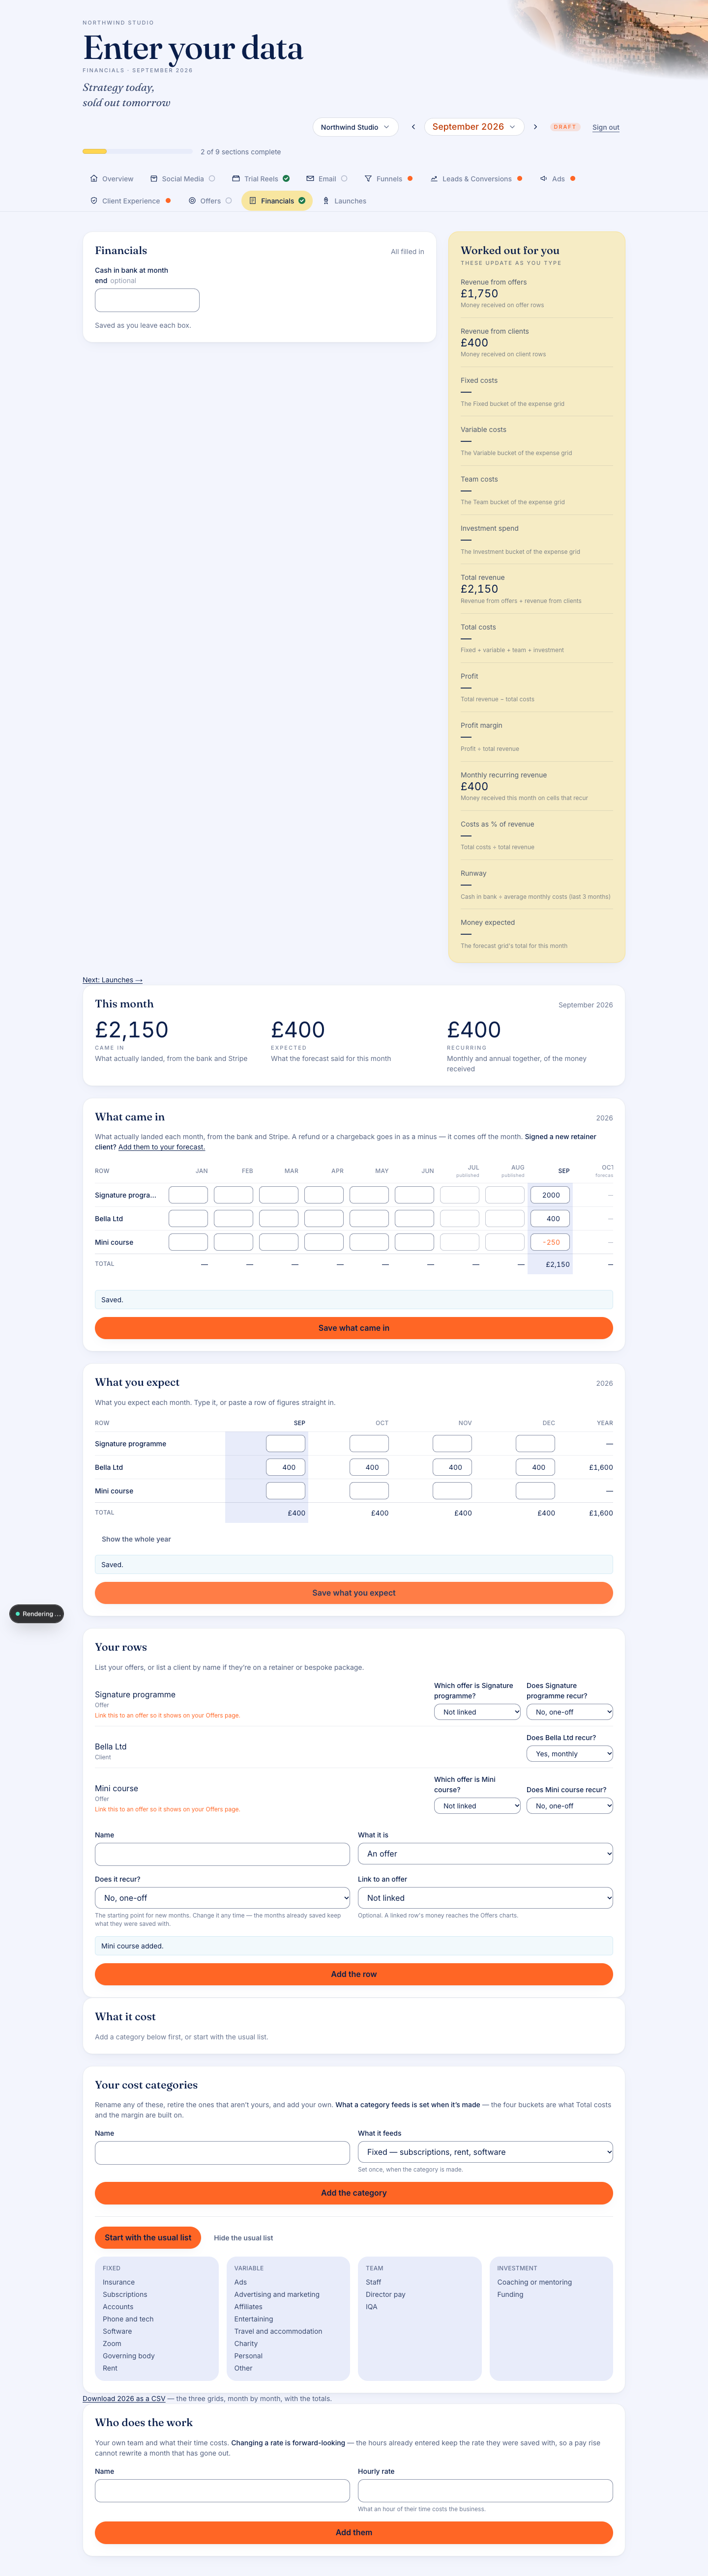 NORTHWIND STUDIO
Enter your data
FINANCIALS · SEPTEMBER 2026
Strategy today,
sold out tomorrow
Northwind Studio
September 2026
DRAFT
Sign out
2 of 9 sections complete
Overview
Social Media
Trial Reels
Email
Funnels
Leads & Conversions
Ads
Client Experience
Offers
Financials
Launches
Financials
All filled in
Cash in bank at month
end optional
Saved as you leave each box.
Worked out for you
THESE UPDATE AS YOU TYPE
Revenue from offers
£1,750
Money received on offer rows
Revenue from clients
£400
Money received on client rows
Fixed costs
—
The Fixed bucket of the expense grid
Variable costs
—
The Variable bucket of the expense grid
Team costs
—
The Team bucket of the expense grid
Investment spend
—
The Investment bucket of the expense grid
Total revenue
£2,150
Revenue from offers + revenue from clients
Total costs
—
Fixed + variable + team + investment
Profit
—
Total revenue − total costs
Profit margin
—
Profit ÷ total revenue
Monthly recurring revenue
£400
Money received this month on cells that recur
Costs as % of revenue
—
Total costs ÷ total revenue
Runway
—
Cash in bank ÷ average monthly costs (last 3 months)
Money expected
—
The forecast grid's total for this month
Next: Launches →
This month
September 2026
£2,150
CAME IN
What actually landed, from the bank and Stripe
£400
EXPECTED
What the forecast said for this month
£400
RECURRING
Monthly and annual together, of the money
received
What came in
2026
What actually landed each month, from the bank and Stripe. A refund or a chargeback goes in as a minus — it comes off the month. Signed a new retainer
client? Add them to your forecast.
ROW JAN FEB MAR APR MAY JUN JUL published AUG published SEP OCT forecas
Signature progra... 2000 —
Bella Ltd 400 —
Mini course -250 —
TOTAL — — — — — — — — £2,150 —
Saved.
Save what came in
What you expect
2026
What you expect each month. Type it, or paste a row of figures straight in.
ROW SEP OCT NOV DEC YEAR
Signature programme —
Bella Ltd 400 400 400 400 £1,600
Mini course —
TOTAL £400 £400 £400 £400 £1,600
Show the whole year
Saved.
Save what you expect
Rendering ...
Your rows
List your offers, or list a client by name if they're on a retainer or bespoke package.
Signature programme
Offer
Link this to an offer so it shows on your Offers page.
Which offer is Signature
programme?
Not linked
Does Signature
programme recur?
No, one-off
Bella Ltd
Client
Does Bella Ltd recur?
Yes, monthly
Mini course
Offer
Link this to an offer so it shows on your Offers page.
Which offer is Mini
course?
Not linked
Does Mini course recur?
No, one-off
Name
What it is
An offer
Does it recur?
No, one-off
The starting point for new months. Change it any time — the months already saved keep
what they were saved with.
Link to an offer
Not linked
Optional. A linked row's money reaches the Offers charts.
Mini course added.
Add the row
What it cost
Add a category below first, or start with the usual list.
Your cost categories
Rename any of these, retire the ones that aren't yours, and add your own. What a category feeds is set when it's made — the four buckets are what Total costs
and the margin are built on.
Name
What it feeds
Fixed — subscriptions, rent, software
Set once, when the category is made.
Add the category
Start with the usual list
Hide the usual list
FIXED
Insurance
Subscriptions
Accounts
Phone and tech
Software
Zoom
Governing body
Rent
VARIABLE
Ads
Advertising and marketing
Affiliates
Entertaining
Travel and accommodation
Charity
Personal
Other
TEAM
Staff
Director pay
IQA
INVESTMENT
Coaching or mentoring
Funding
Download 2026 as a CSV — the three grids, month by month, with the totals.
Who does the work
Your own team and what their time costs. Changing a rate is forward-looking — the hours already entered keep the rate they were saved with, so a pay rise
cannot rewrite a month that has gone out.
Name
Hourly rate
What an hour of their time costs the business.
Add them